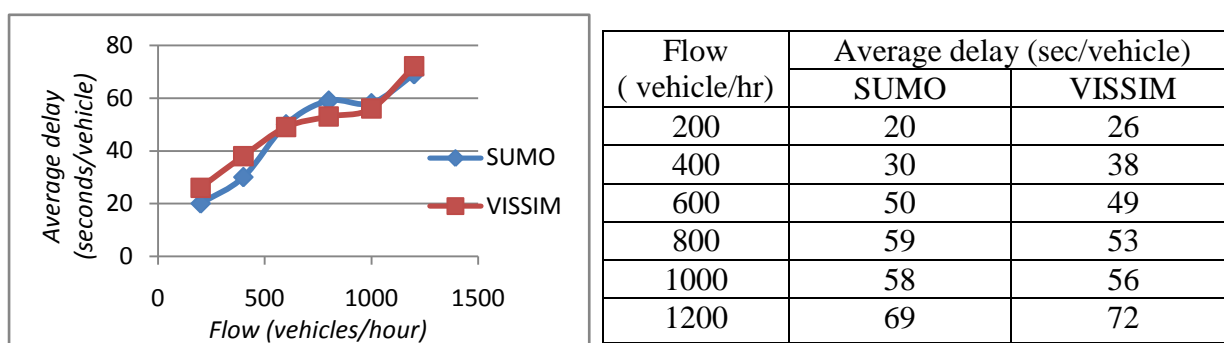 80
60
40
20
0
Average delay
(seconds/vehicle)
0 500 1000 1500
Flow (vehicles/hour)
SUMO
VISSIM
Flow Average delay (sec/vehicle)
( vehicle/hr) SUMO VISSIM
200 20 26
400 30 38
600 50 49
800 59 53
1000 58 56
1200 69 72